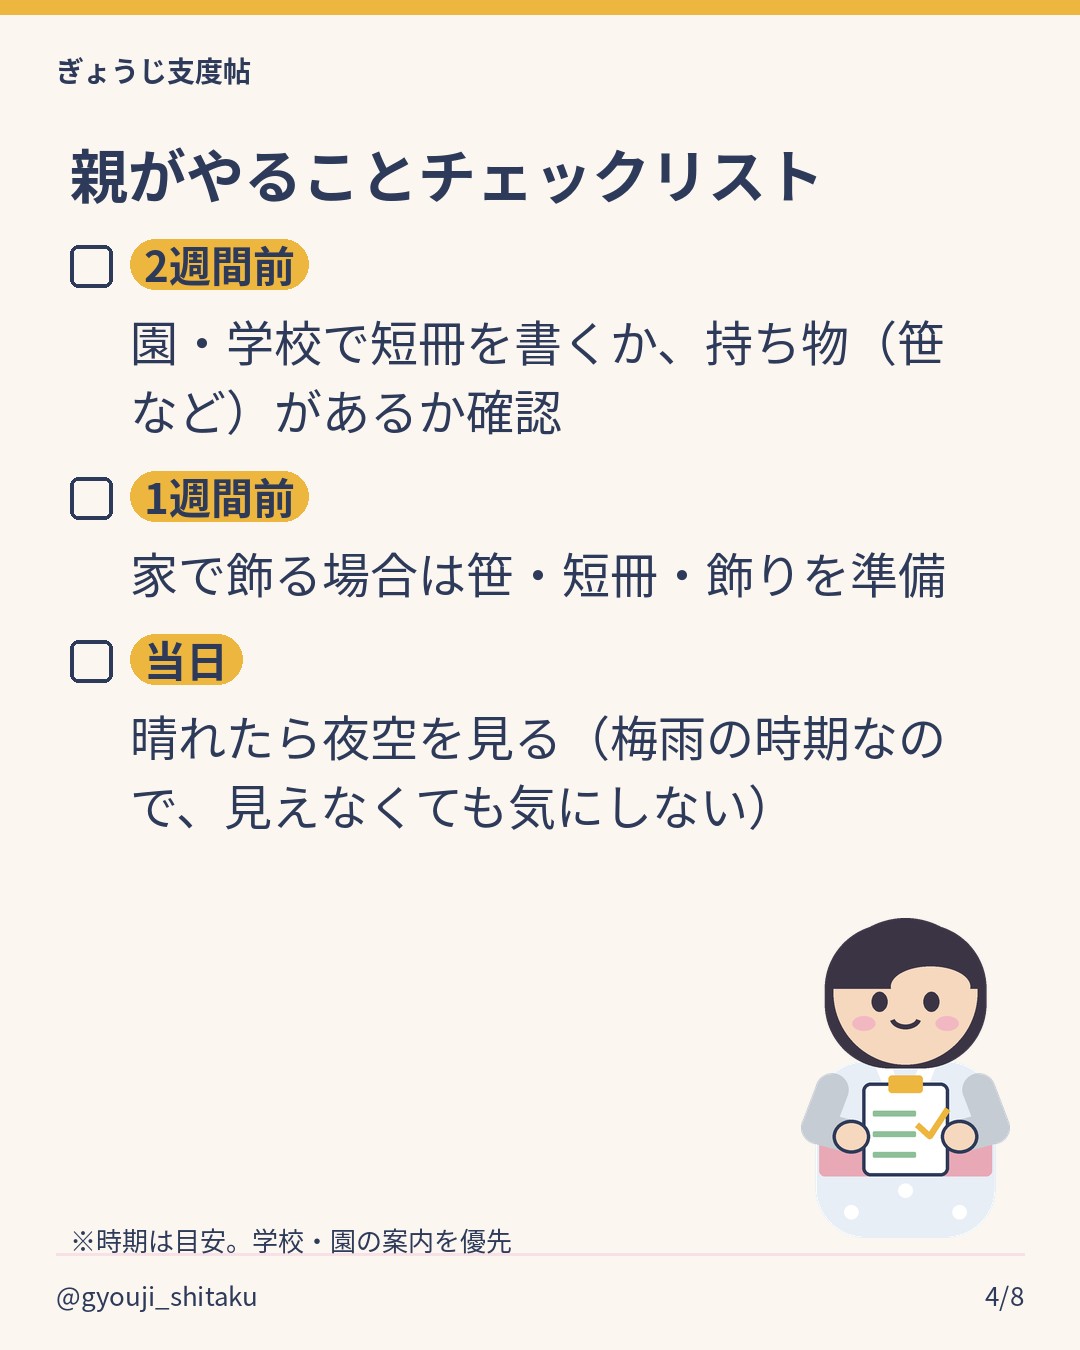 ぎょうじ支度帖
親がやることチェックリスト
2週間前
園・学校で短冊を書くか、持ち物（笹
など）があるか確認
1週間前
家で飾る場合は笹・短冊・飾りを準備
当日
晴れたら夜空を見る（梅雨の時期なの
で、見えなくても気にしない）
※時期は目安。学校・園の案内を優先
@gyouji_shitaku
4/8